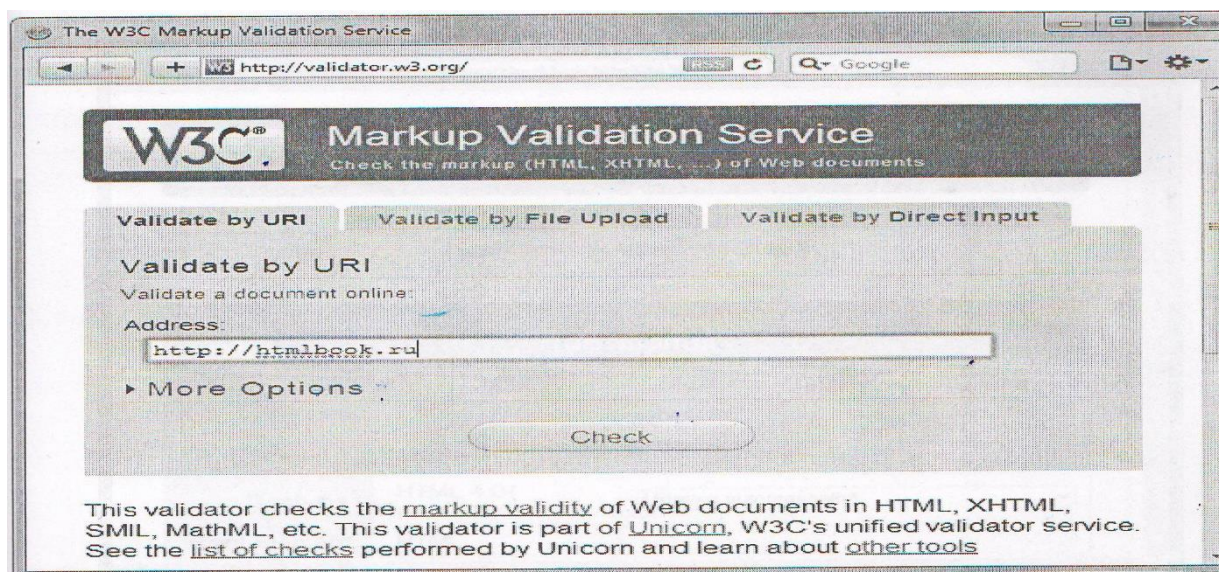 The W3C Markup Validation Service
http://validator.w3.org/ RSS Google
W3C® Markup Validation Service
Check the markup (HTML, XHTML, ...) of Web documents
Validate by URI Validate by File Upload Validate by Direct Input
Validate by URI
Validate a document online:
Address:
http://htmlbook.ru
More Options
Check
This validator checks the markup validity of Web documents in HTML, XHTML,
SMIL, MathML, etc. This validator is part of Unicorn, W3C's unified validator service.
See the list of checks performed by Unicorn and learn about other tools